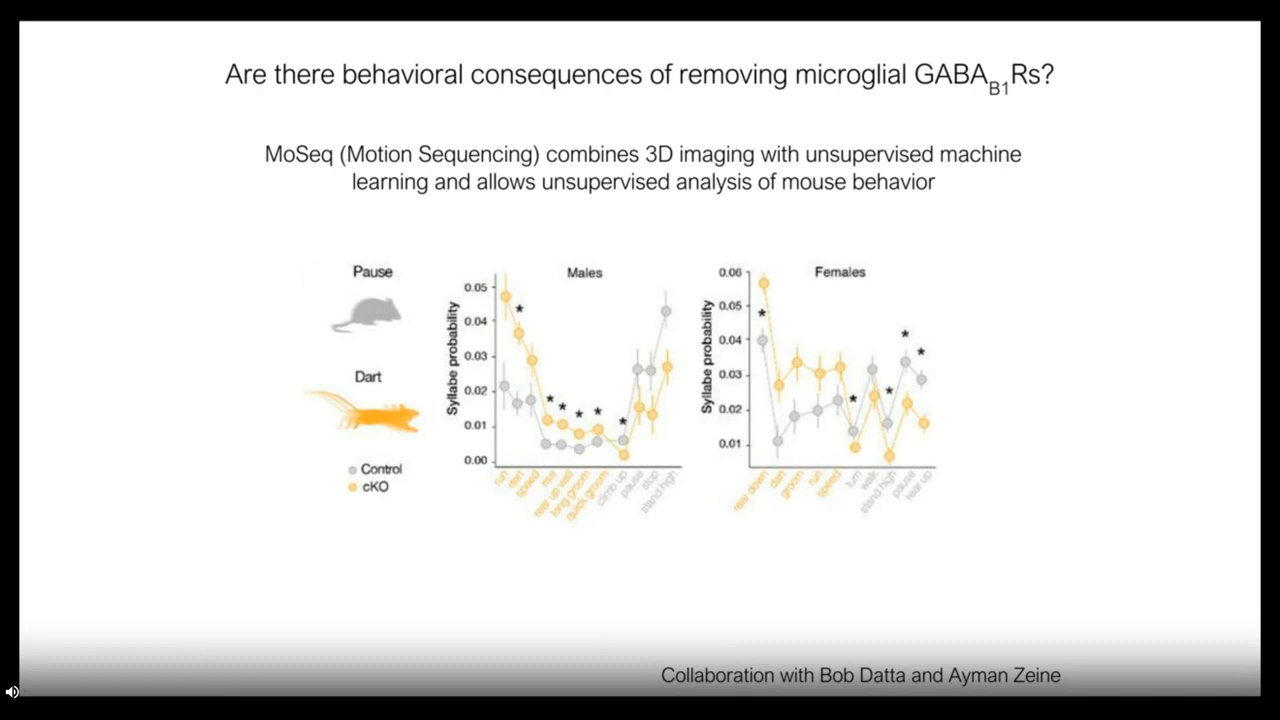 Are there behavioral consequences of removing microglial GABAB1Rs?
MoSeq (Motion Sequencing) combines 3D imaging with unsupervised machine
learning and allows unsupervised analysis of mouse behavior
Pause
Dart
Control
cKO
Males
Syllabe probability
0.05
0.04
0.03
0.02
0.01
0.00
run
dart
speed
rise
rear up wall
long groom
quick groom
climb up
pause
stop
stand high
Females
Syllabe probability
0.06
0.05
0.04
0.03
0.02
0.01
rear down
dart
groom
run
speed
turn
walk
stand high
pause
rear up
Collaboration with Bob Datta and Ayman Zeine